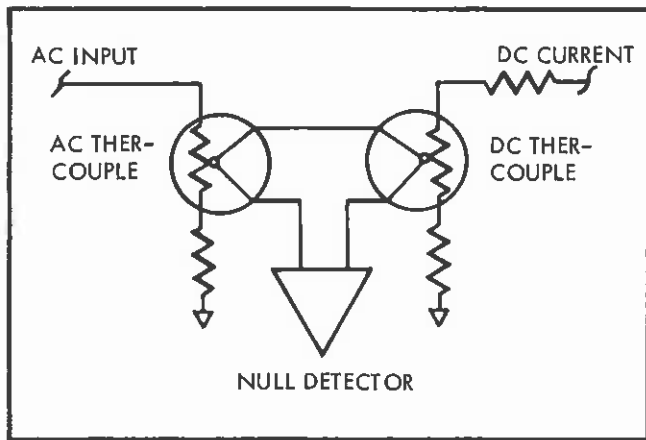 AC INPUT
DC CURRENT
AC THER-
COUPLE
DC THER-
COUPLE
NULL DETECTOR